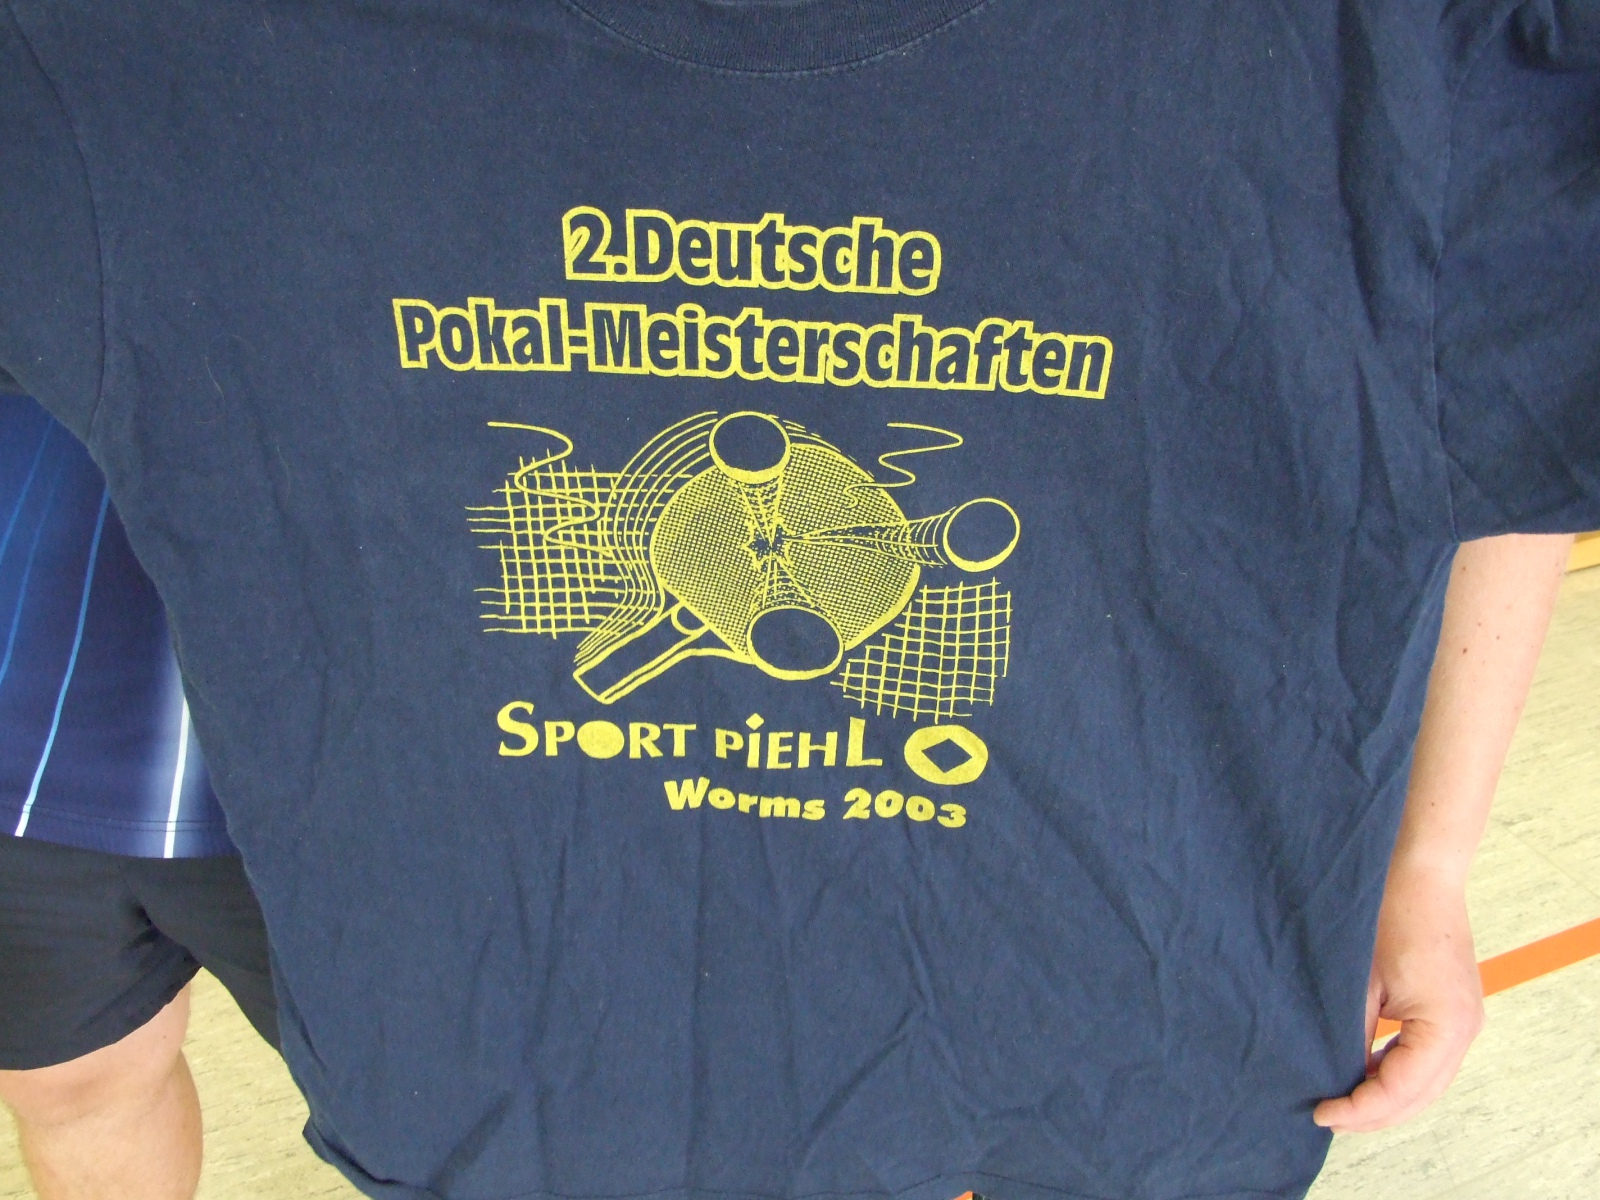 2.Deutsche
Pokal-Meisterschaften
SPORT PiEHL
Worms 2003